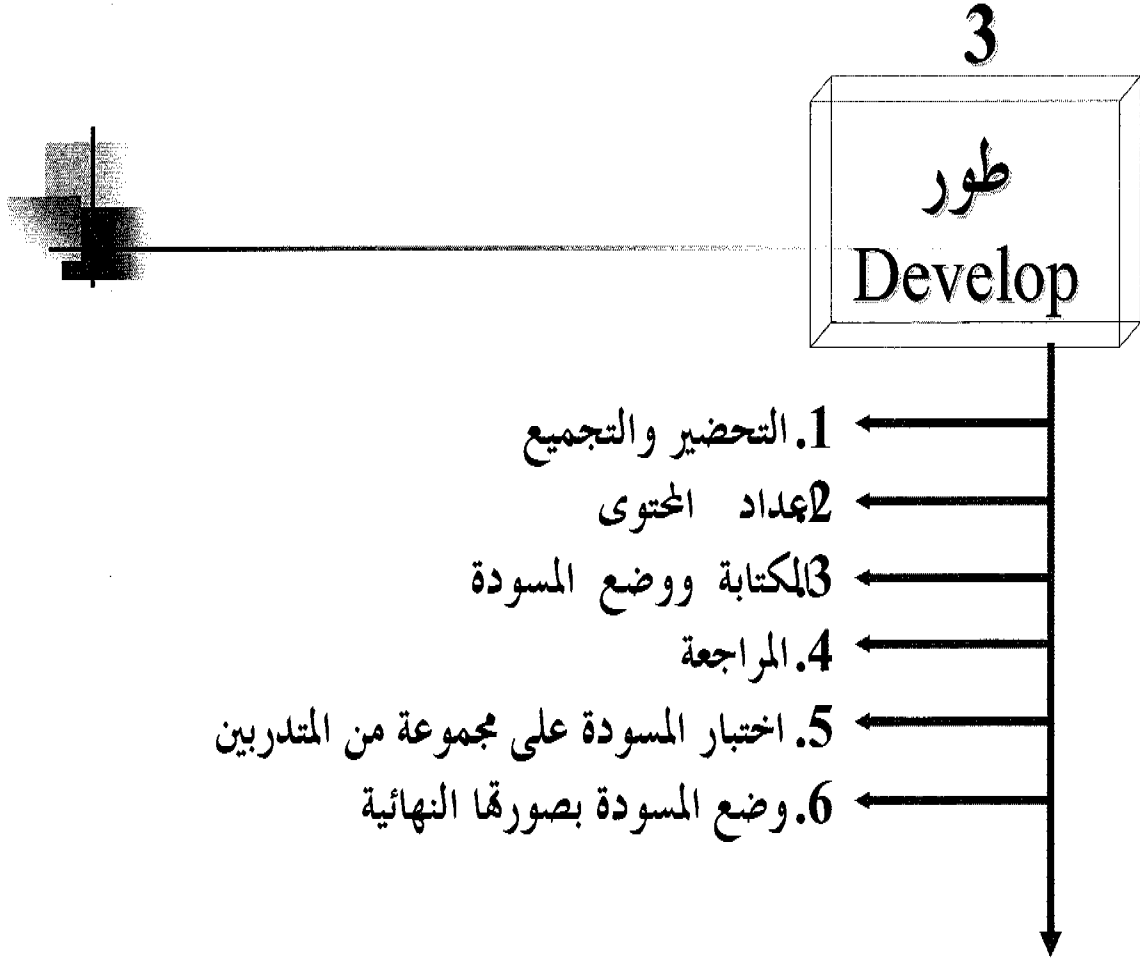 3
طور
Develop
1. التحضير والتجميع
2. إعداد المحتوى
3. الكتابة ووضع المسودة
4. المراجعة
5. اختبار المسودة على مجموعة من المتدربين
6. وضع المسودة بصورتها النهائية